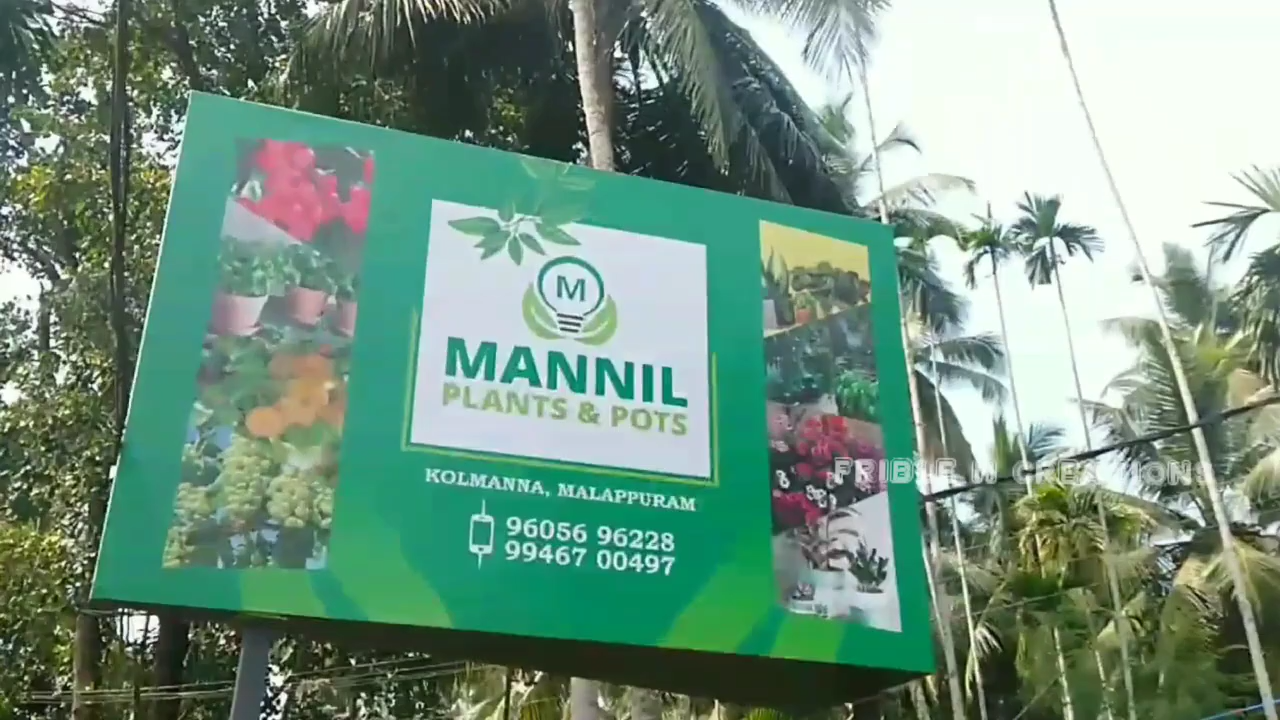 M
MANNIL
PLANTS & POTS
KOLMANNA, MALAPPURAM
96056 96228
99467 00497